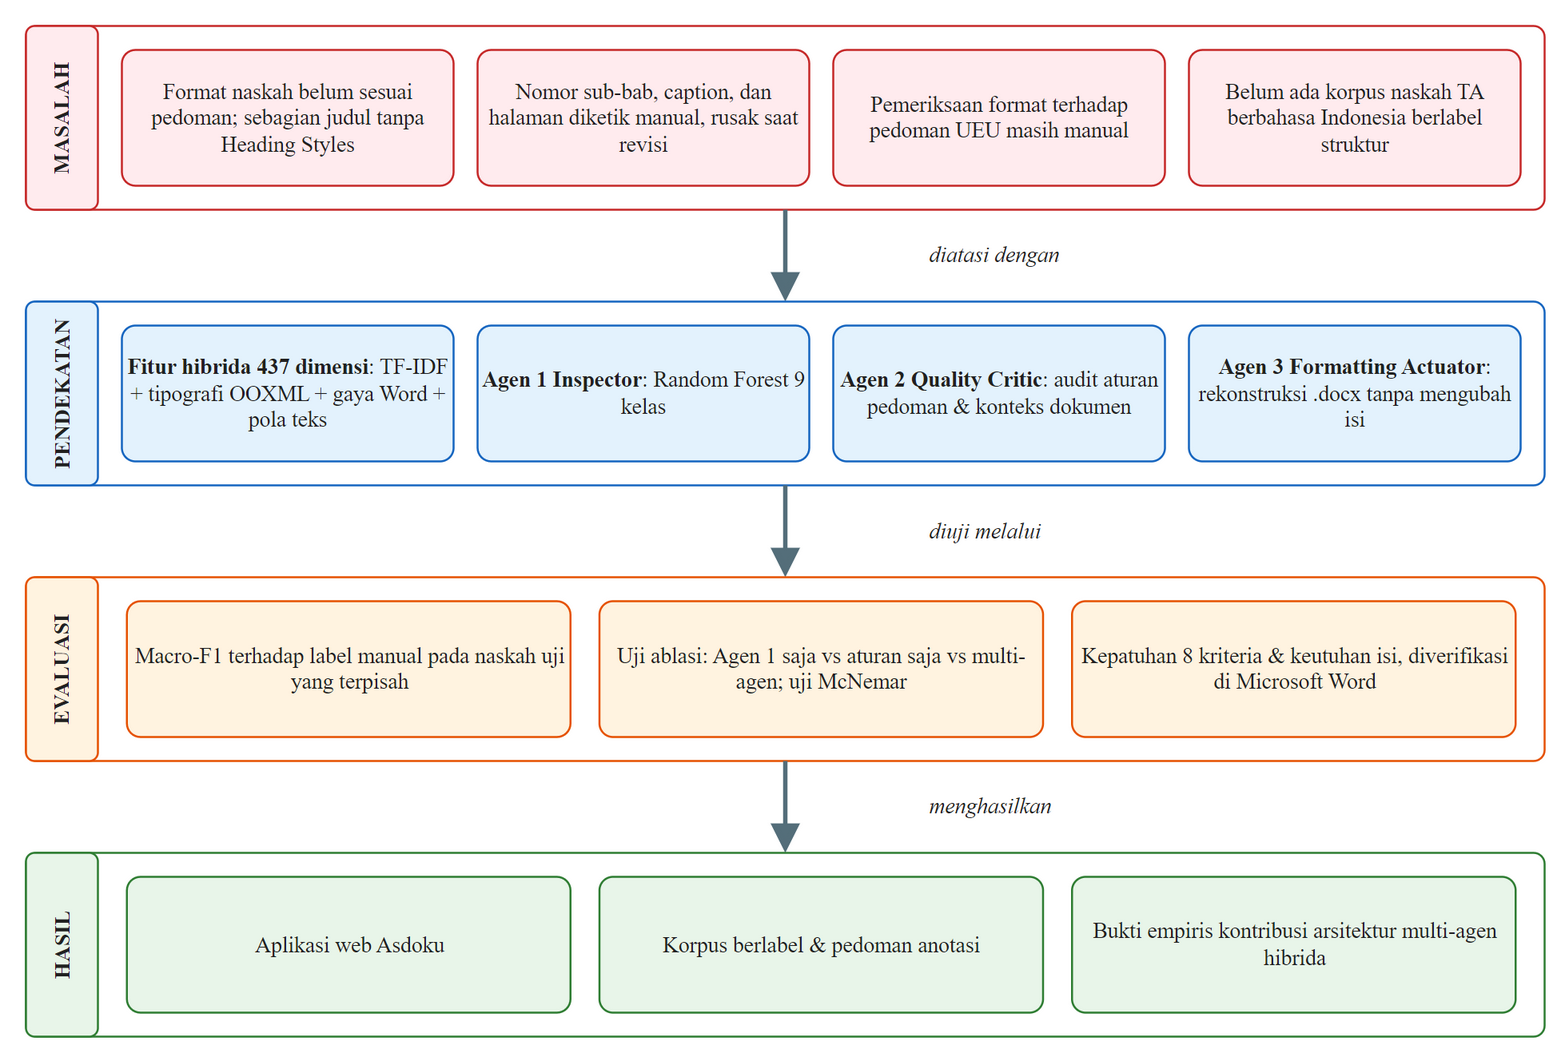 MASALAH
Format naskah belum sesuai
pedoman; sebagian judul tanpa
Heading Styles
Nomor sub-bab, caption, dan
halaman diketik manual, rusak saat
revisi
Pemeriksaan format terhadap
pedoman UEU masih manual
Belum ada korpus naskah TA
berbahasa Indonesia berlabel
struktur
diatasi dengan
PENDEKATAN
Fitur hibrida 437 dimensi: TF-IDF
+ tipografi OOXML + gaya Word +
pola teks
Agen 1 Inspector: Random Forest 9
kelas
Agen 2 Quality Critic: audit aturan
pedoman & konteks dokumen
Agen 3 Formatting Actuator:
rekonstruksi .docx tanpa mengubah
isi
diuji melalui
EVALUASI
Macro-F1 terhadap label manual pada naskah uji
yang terpisah
Uji ablasi: Agen 1 saja vs aturan saja vs multi-
agen; uji McNemar
Kepatuhan 8 kriteria & keutuhan isi, diverifikasi
di Microsoft Word
menghasilkan
HASIL
Aplikasi web Asdoku
Korpus berlabel & pedoman anotasi
Bukti empiris kontribusi arsitektur multi-agen
hibrida